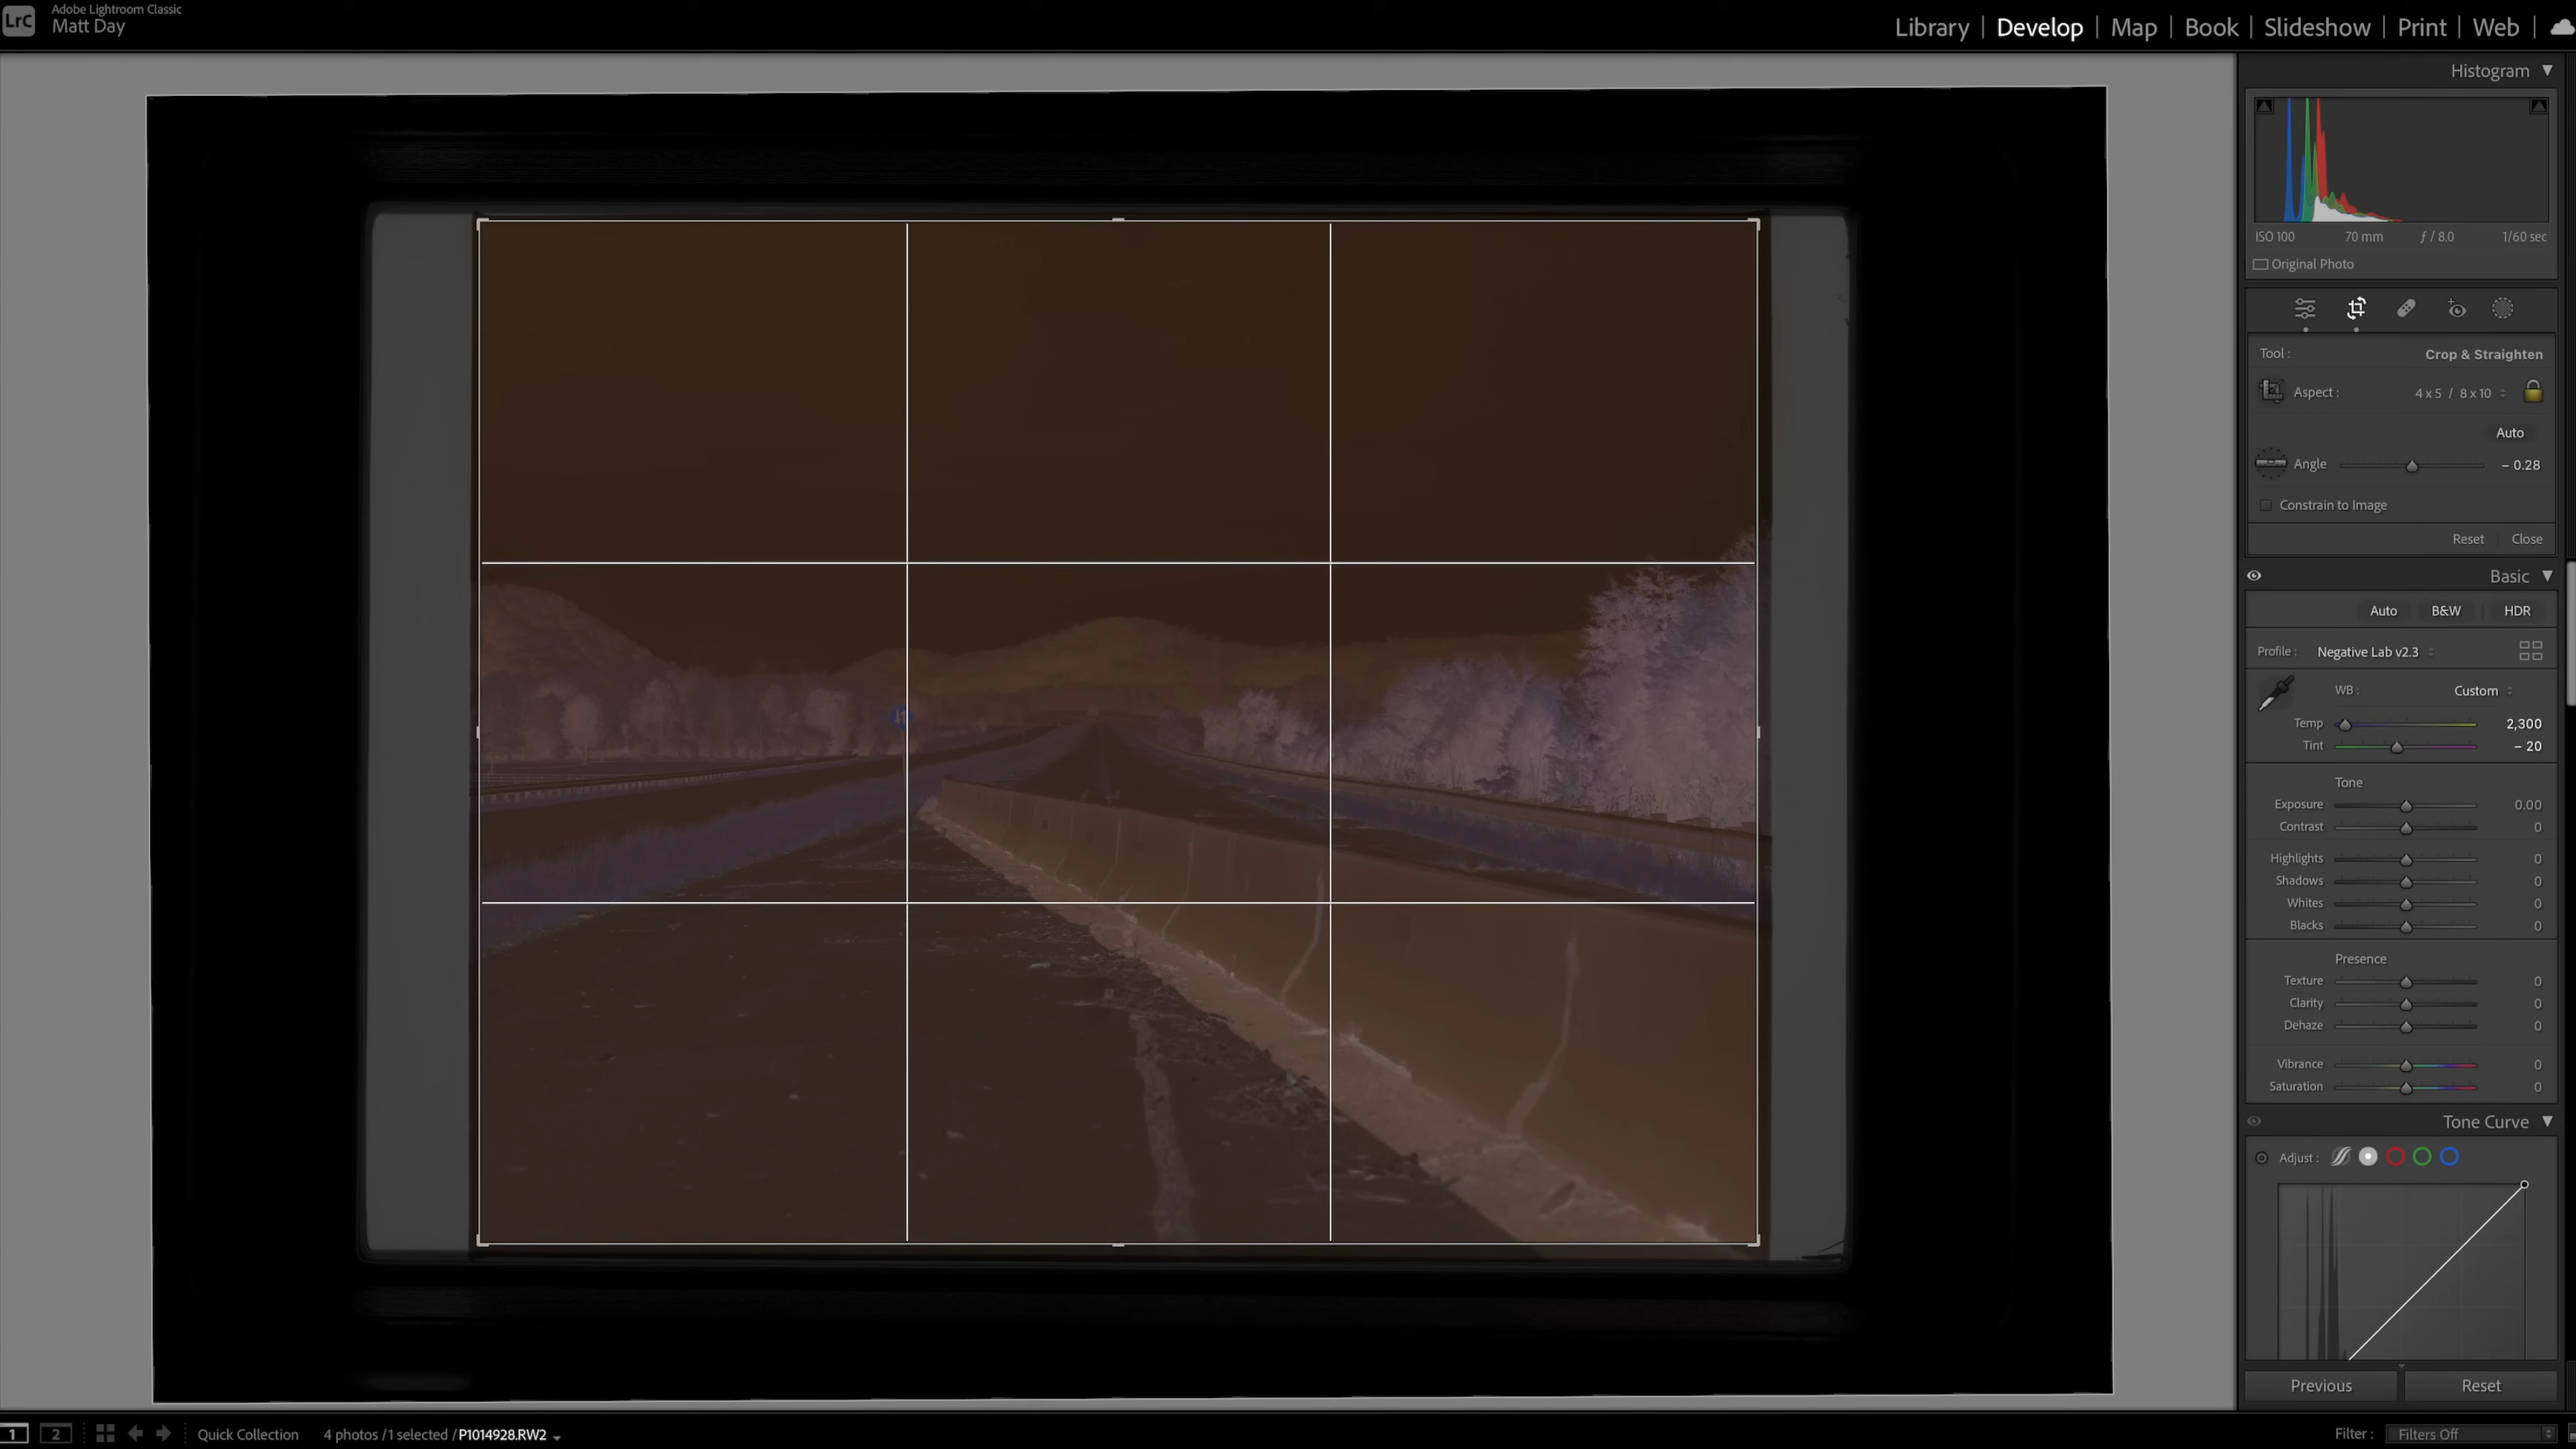 LrC
Adobe Lightroom Classic
Matt Day
Library | Develop | Map | Book | Slideshow | Print | Web |
Histogram
ISO 100 70 mm ƒ / 8.0 1/60 sec
Original Photo
Tool : Crop & Straighten
Aspect : 4 x 5 / 8 x 10
Auto
Angle - 0.28
Constrain to Image
Reset Close
Basic
Auto B&W HDR
Profile : Negative Lab v2.3
WB : Custom
Temp 2,300
Tint - 20
Tone
Exposure 0.00
Contrast 0
Highlights 0
Shadows 0
Whites 0
Blacks 0
Presence
Texture 0
Clarity 0
Dehaze 0
Vibrance 0
Saturation 0
Tone Curve
Adjust :
Previous Reset
1 2 Quick Collection 4 photos /1 selected /P1014928.RW2 Filter : Filters Off